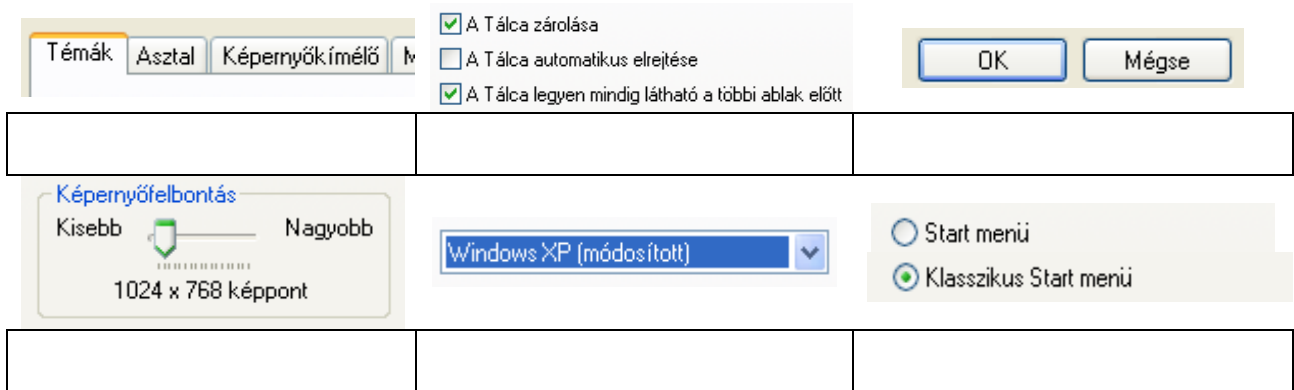 Témák Asztal Képernyőkímélő
A Tálca zárolása
A Tálca automatikus elrejtése
A Tálca legyen mindig látható a többi ablak előtt
OK Mégse
Képernyőfelbontás
Kisebb Nagyobb
1024 x 768 képpont
Windows XP (módosított)
Start menü
Klasszikus Start menü